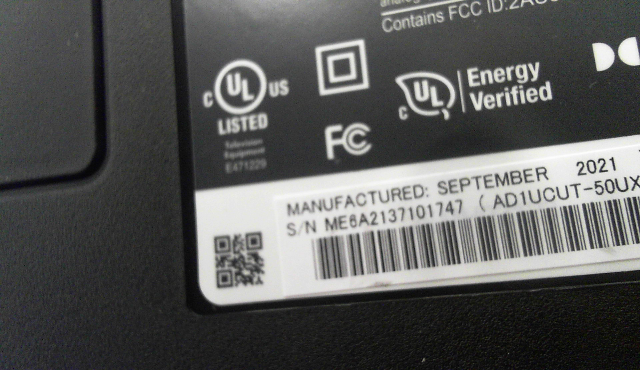 Contains FCC ID:2A
C UL US
LISTED
Television
Equipment
E471229
FC
C UL Energy
Verified
MANUFACTURED: SEPTEMBER 2021
S/N ME6A2137101747 ( AD1UCUT-50UX